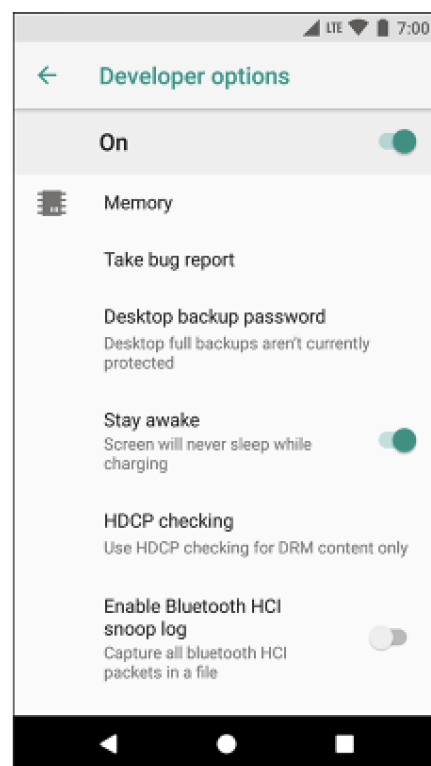 LTE 7:00
Developer options
On
Memory
Take bug report
Desktop backup password
Desktop full backups aren't currently
protected
Stay awake
Screen will never sleep while
charging
HDCP checking
Use HDCP checking for DRM content only
Enable Bluetooth HCI
snoop log
Capture all bluetooth HCI
packets in a file